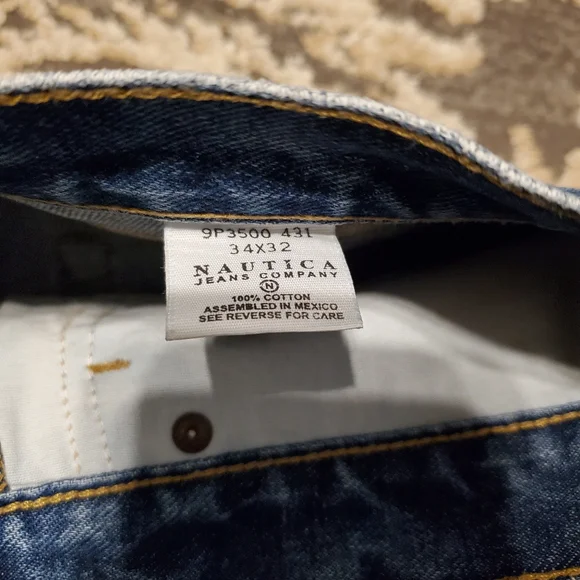 9P3500 431
34X32
NAUTICA
JEANS COMPANY
N
100% COTTON
ASSEMBLED IN MEXICO
SEE REVERSE FOR CARE